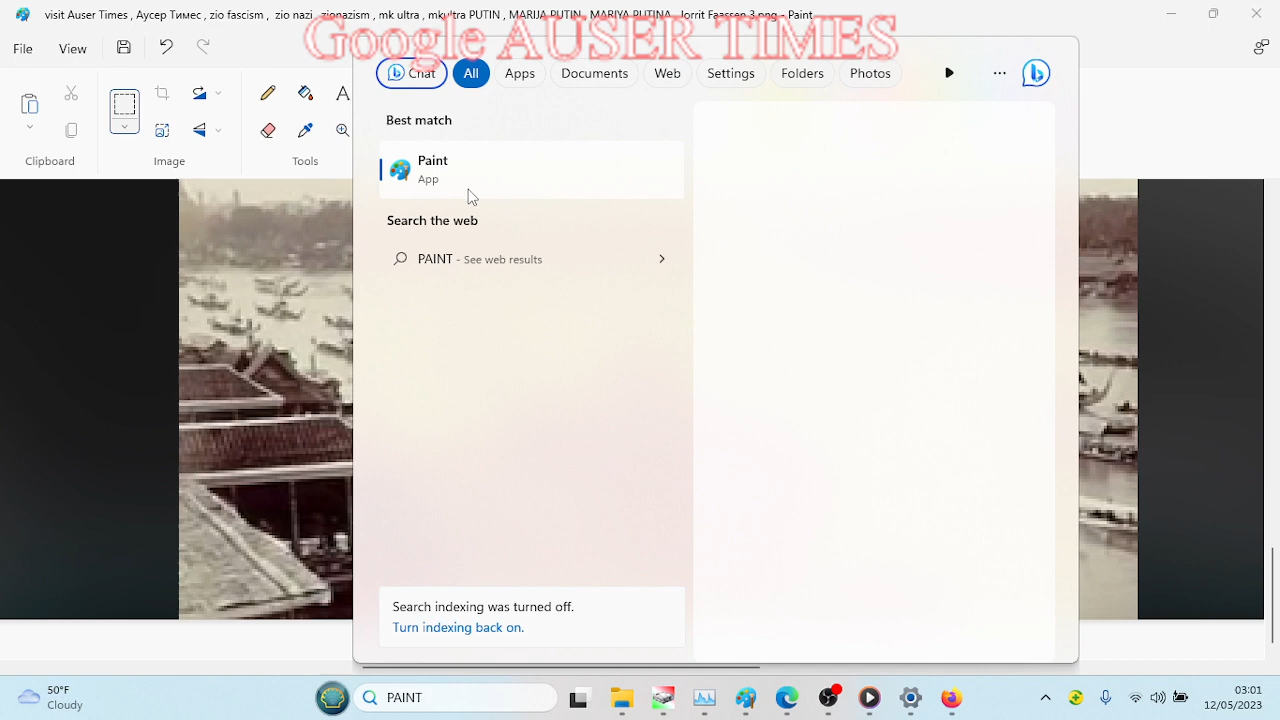 vidi Auser Times , Aycep Timec , zio fascism , zio nazi, zionazism , mk ultra , mkultra PUTIN , MARIJA PUTIN , MARIYA PUTINA , Jorrit Faassen 3.png - Paint
Google AUSER TIMES
File View
Chat All Apps Documents Web Settings Folders Photos
Best match
Paint
App
Clipboard Image Tools
Search the web
PAINT - See web results
Search indexing was turned off.
Turn indexing back on.
50°F
Cloudy
PAINT
03:01
12/05/2023